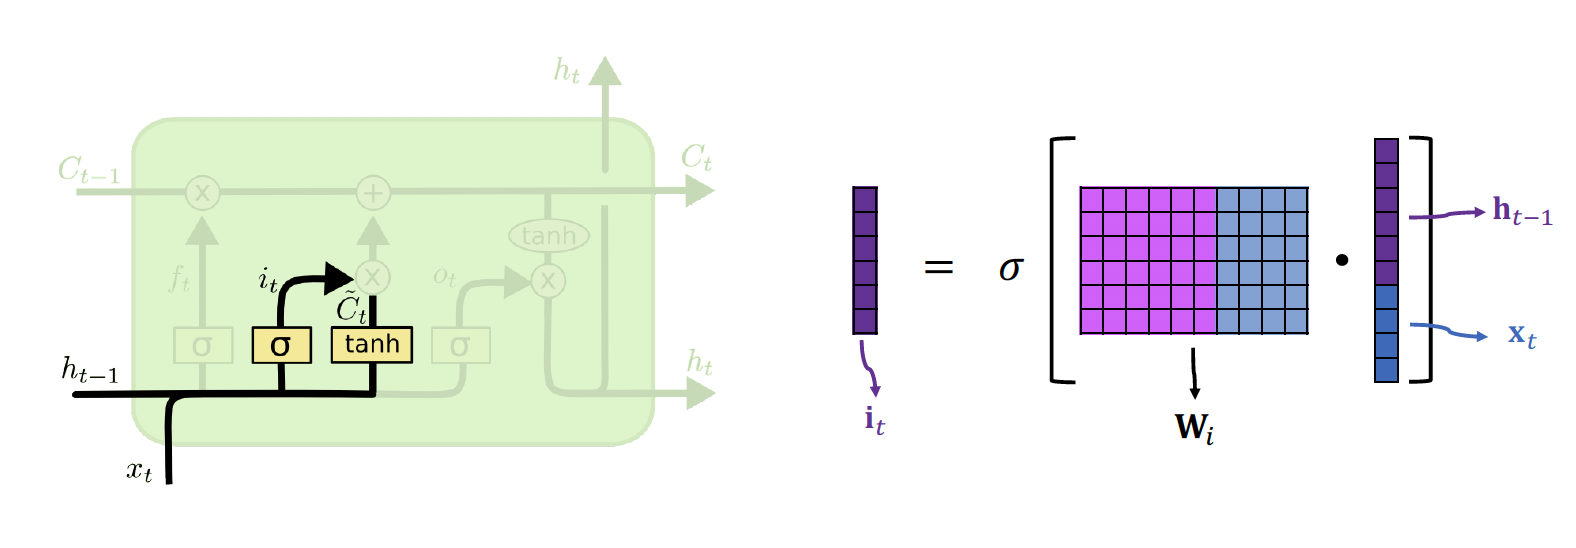 h_t
C_{t-1}
C_t
x
+
tanh
f_t
i_t
x
o_t
x
C̃_t
σ
σ
tanh
σ
h_{t-1}
h_t
x_t
i_t
=
σ
W_i
·
h_{t-1}
x_t